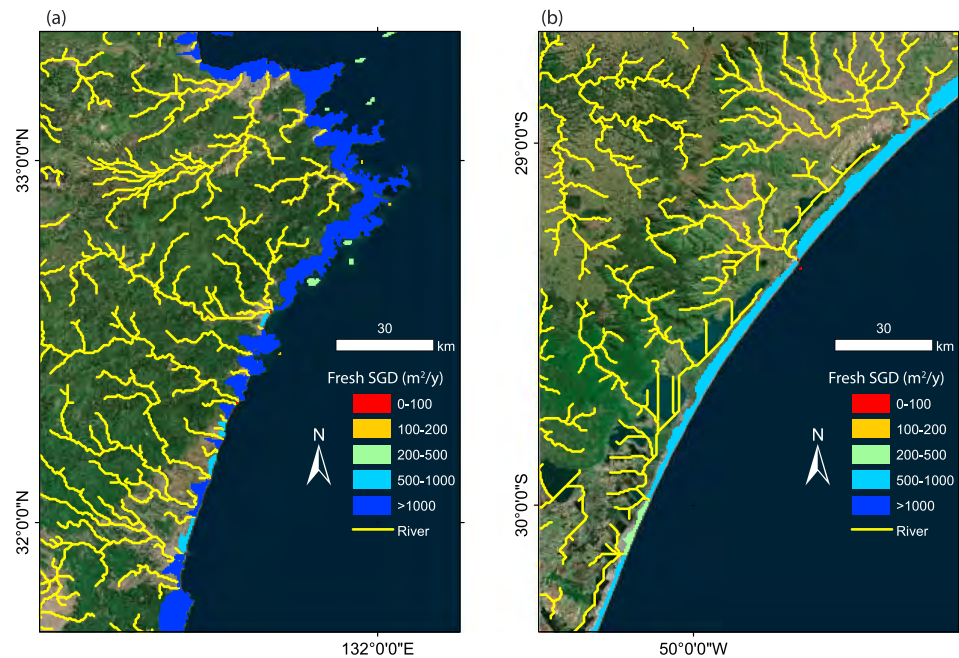 (a)
33°0'0"N
32°0'0"N
132°0'0"E
30
km
Fresh SGD (m²/y)
0-100
100-200
200-500
500-1000
>1000
River
N
(b)
29°0'0"S
30°0'0"S
50°0'0"W
30
km
Fresh SGD (m²/y)
0-100
100-200
200-500
500-1000
>1000
River
N